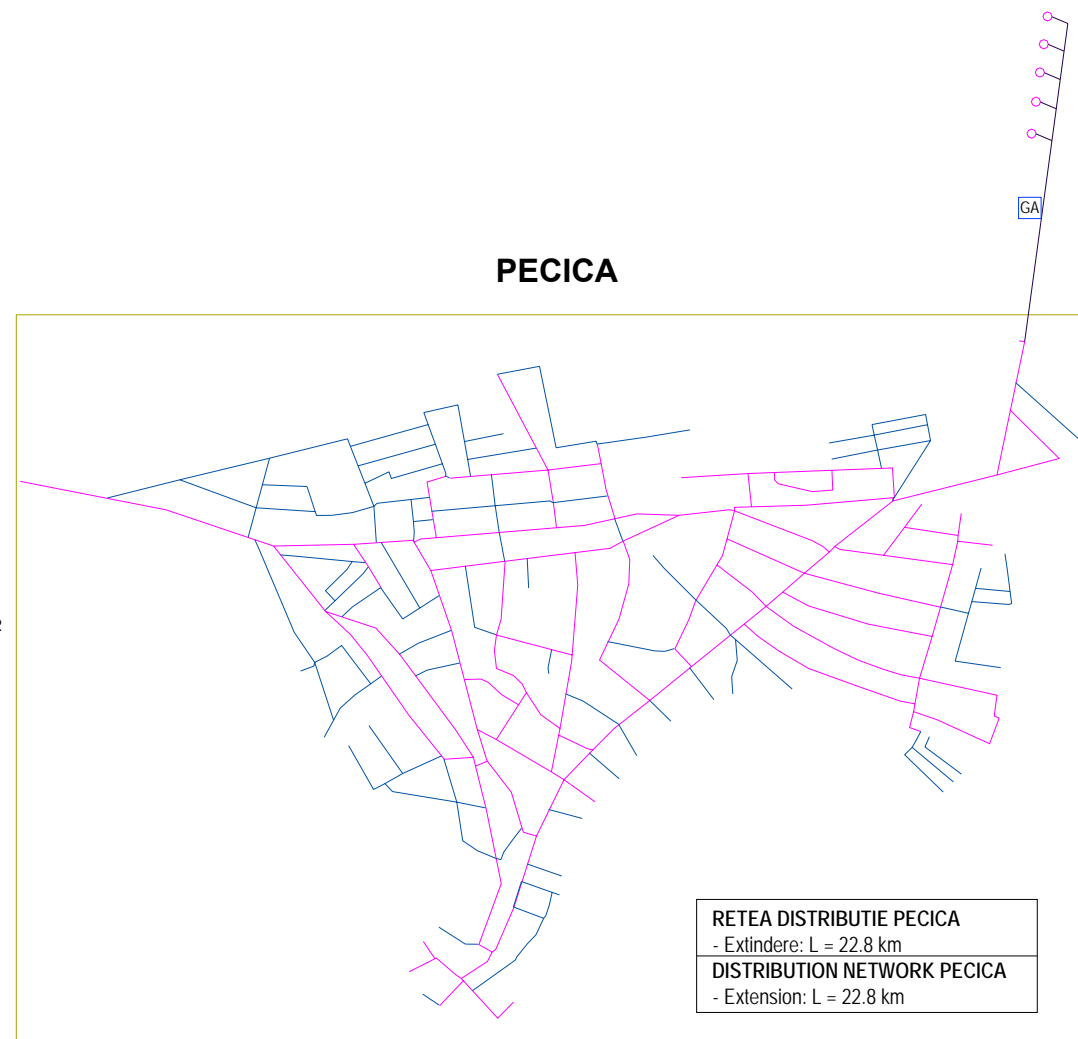 GA
PECICA
RETEA DISTRIBUTIE PECICA
- Extindere: L = 22.8 km
DISTRIBUTION NETWORK PECICA
- Extension: L = 22.8 km